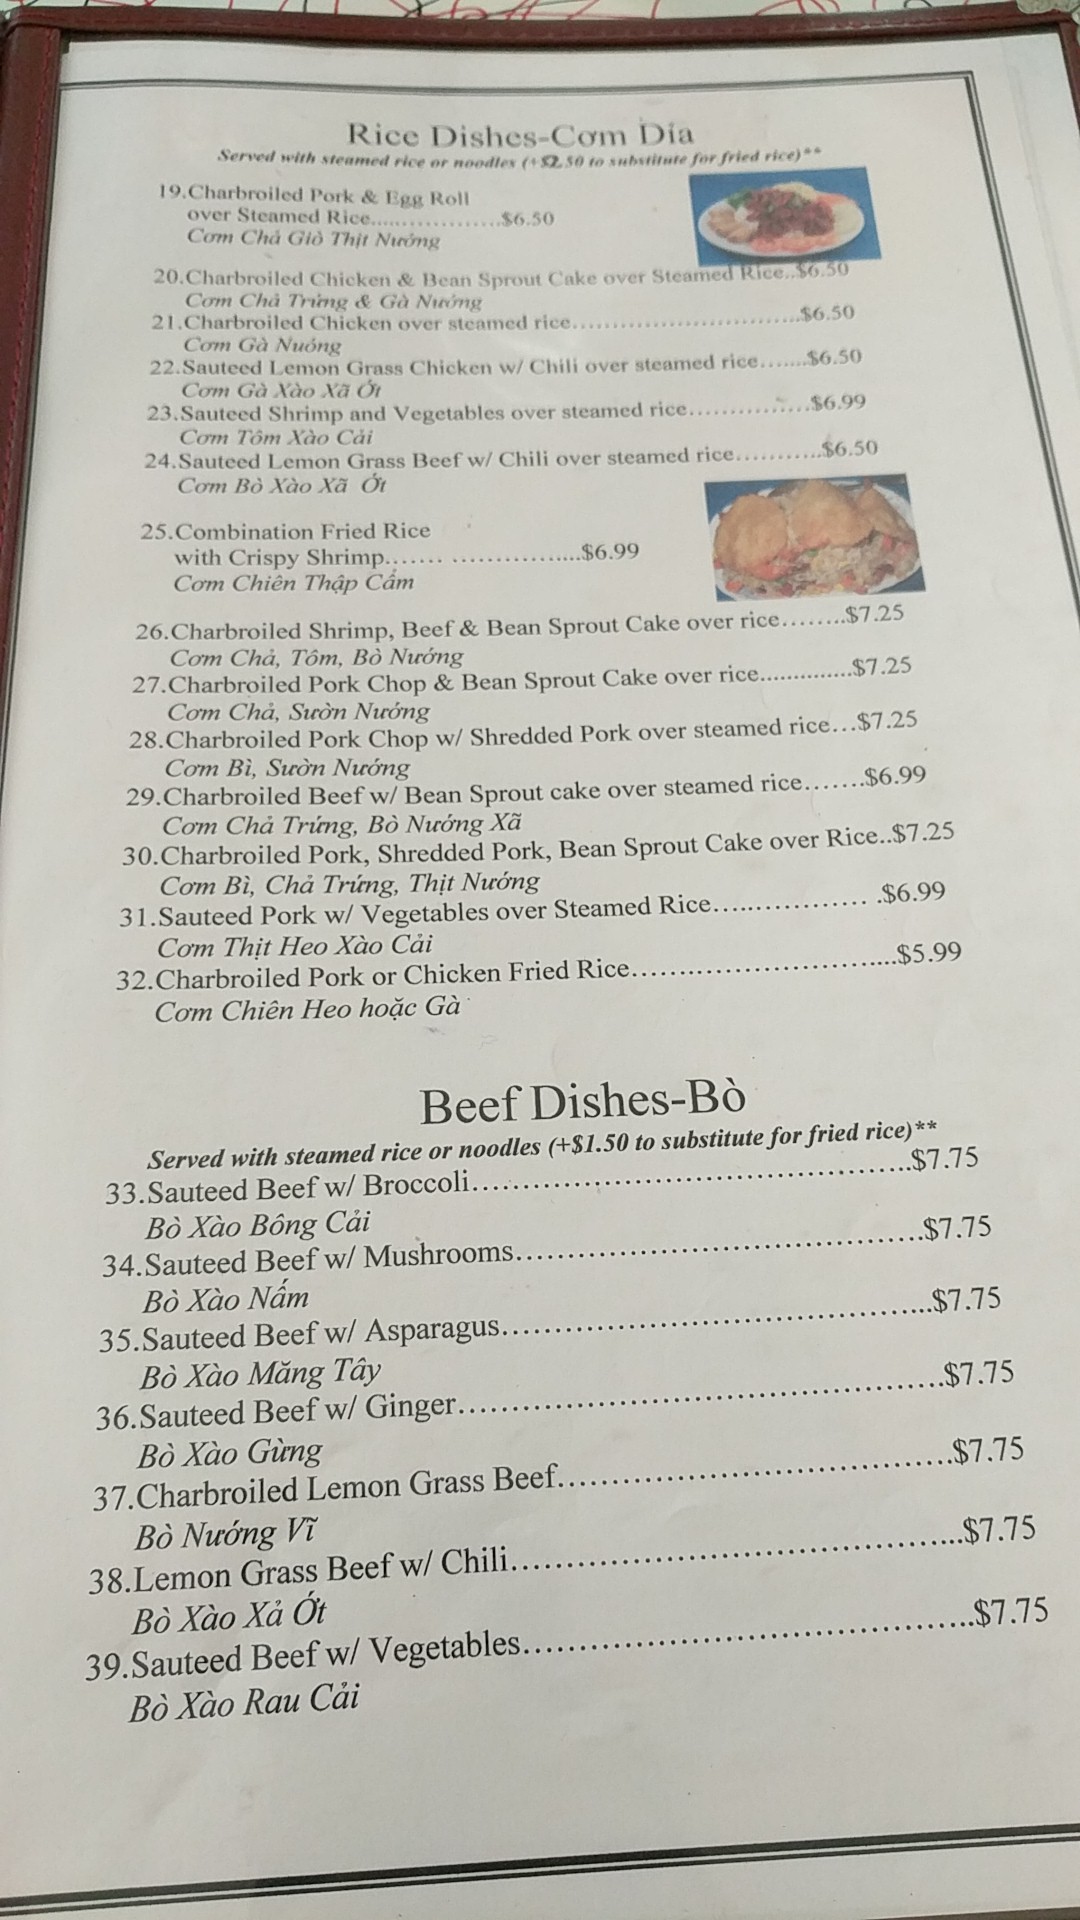 Rice Dishes-Cơm Dĩa
Served with steamed rice or noodles (+$2.50 to substitute for fried rice)**
19.Charbroiled Pork & Egg Roll
over Steamed Rice.....................$6.50
Cơm Chả Giò Thịt Nướng
20.Charbroiled Chicken & Bean Sprout Cake over Steamed Rice..$6.50
Cơm Chả Trứng & Gà Nướng
21.Charbroiled Chicken over steamed rice................................$6.50
Cơm Gà Nuóng
22.Sauteed Lemon Grass Chicken w/ Chili over steamed rice.......$6.50
Cơm Gà Xào Xã Ớt
23.Sauteed Shrimp and Vegetables over steamed rice.................$6.99
Cơm Tôm Xào Cải
24.Sauteed Lemon Grass Beef w/ Chili over steamed rice............$6.50
Cơm Bò Xào Xã Ớt
25.Combination Fried Rice
with Crispy Shrimp....... ..................$6.99
Cơm Chiên Thập Cẩm
26.Charbroiled Shrimp, Beef & Bean Sprout Cake over rice........$7.25
Cơm Chả, Tôm, Bò Nướng
27.Charbroiled Pork Chop & Bean Sprout Cake over rice...............$7.25
Cơm Chả, Sườn Nướng
28.Charbroiled Pork Chop w/ Shredded Pork over steamed rice...$7.25
Cơm Bì, Sườn Nướng
29.Charbroiled Beef w/ Bean Sprout cake over steamed rice.......$6.99
Cơm Chả Trứng, Bò Nướng Xã
30.Charbroiled Pork, Shredded Pork, Bean Sprout Cake over Rice..$7.25
Cơm Bì, Chả Trứng, Thịt Nướng
31.Sauteed Pork w/ Vegetables over Steamed Rice.................. .$6.99
Cơm Thịt Heo Xào Cải
32.Charbroiled Pork or Chicken Fried Rice.............................$5.99
Cơm Chiên Heo hoặc Gà
Beef Dishes-Bò
Served with steamed rice or noodles (+$1.50 to substitute for fried rice)**
33.Sauteed Beef w/ Broccoli.............................................$7.75
Bò Xào Bông Cải
34.Sauteed Beef w/ Mushrooms..........................................$7.75
Bò Xào Nấm
35.Sauteed Beef w/ Asparagus...........................................$7.75
Bò Xào Măng Tây
36.Sauteed Beef w/ Ginger................................................$7.75
Bò Xào Gừng
37.Charbroiled Lemon Grass Beef.......................................$7.75
Bò Nướng Vĩ
38.Lemon Grass Beef w/ Chili............................................$7.75
Bò Xào Xả Ớt
39.Sauteed Beef w/ Vegetables...........................................$7.75
Bò Xào Rau Cải